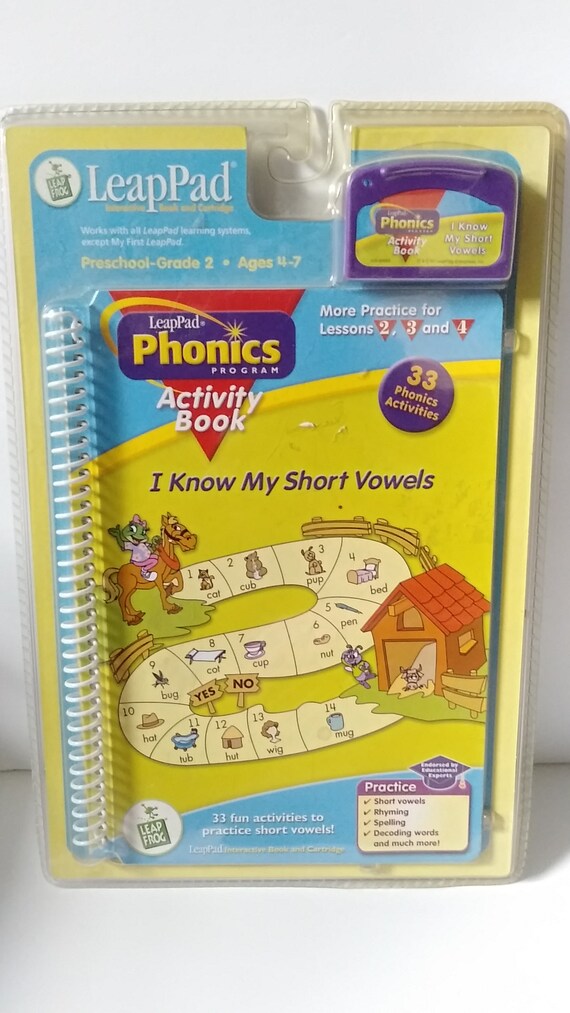 LEAP
FROG
LeapPad®
Interactive Book and Cartridge
Works with all LeapPad learning systems,
except My First LeapPad.
Preschool-Grade 2 • Ages 4-7
LeapPad
Phonics
PROGRAM
Activity
Book
I Know
My Short
Vowels
LeapPad®
Phonics
PROGRAM
Activity
Book
More Practice for
Lessons 2, 3 and 4
33
Phonics
Activities
I Know My Short Vowels
1 cat
2 cub
3 pup
4 bed
5 pen
6 nut
7 cup
8 cot
9 bug
YES NO
10 hat
11 tub
12 hut
13 wig
14 mug
Endorsed by
Educational
Experts
Practice
✓ Short vowels
✓ Rhyming
✓ Spelling
✓ Decoding words
and much more!
33 fun activities to
practice short vowels!
LEAP
FROG
LeapPad Interactive Book and Cartridge